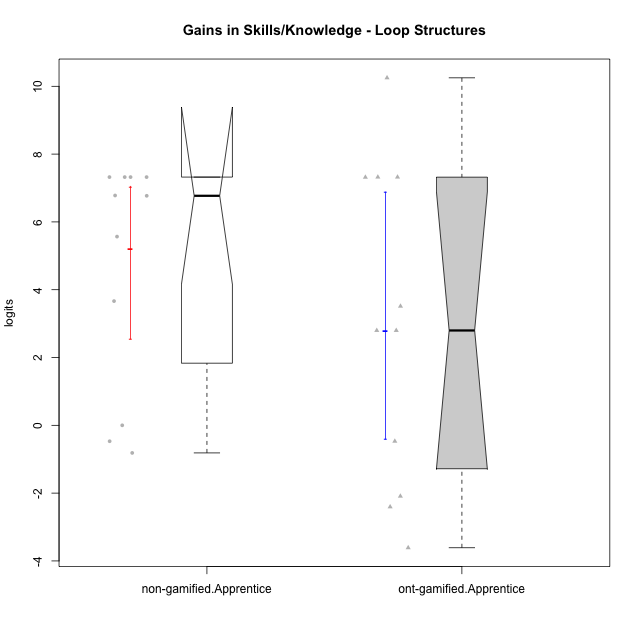 Gains in Skills/Knowledge - Loop Structures
logits
10
8
6
4
2
0
-2
-4
non-gamified.Apprentice
ont-gamified.Apprentice